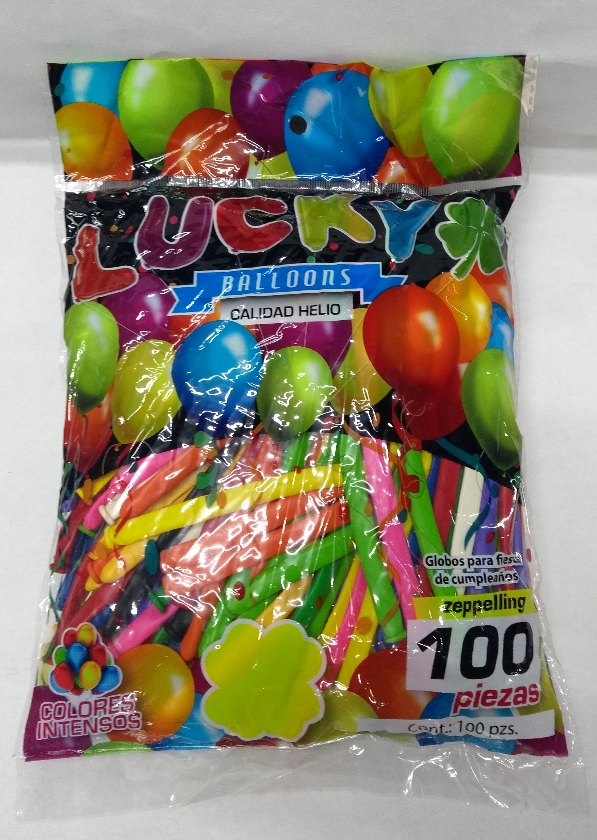 LUCKY
BALLOONS
CALIDAD HELIO
Globos para fiesta
de cumpleaños
zeppelling
100
piezas
Cont.: 100 pzs.
COLORES
INTENSOS